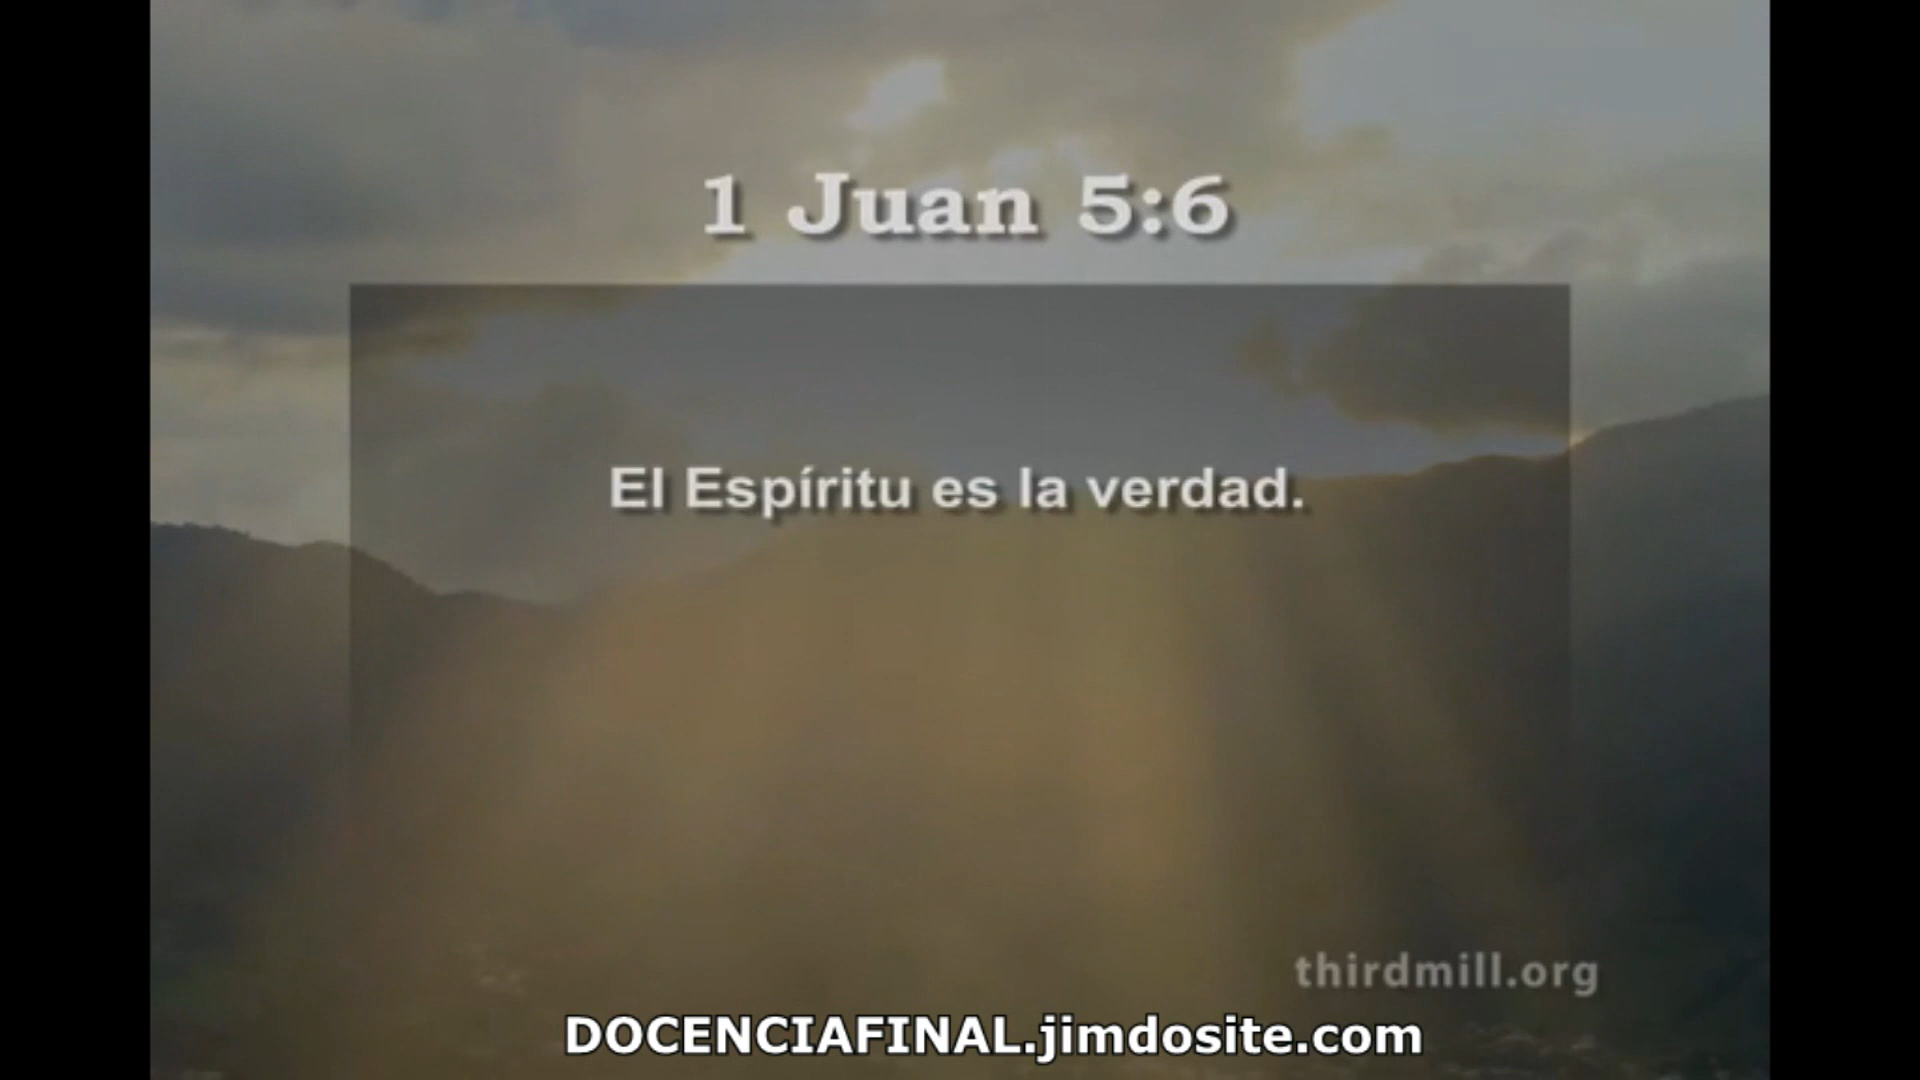 1 Juan 5:6
El Espíritu es la verdad.
thirdmill.org
DOCENCIAFINAL.jimdosite.com